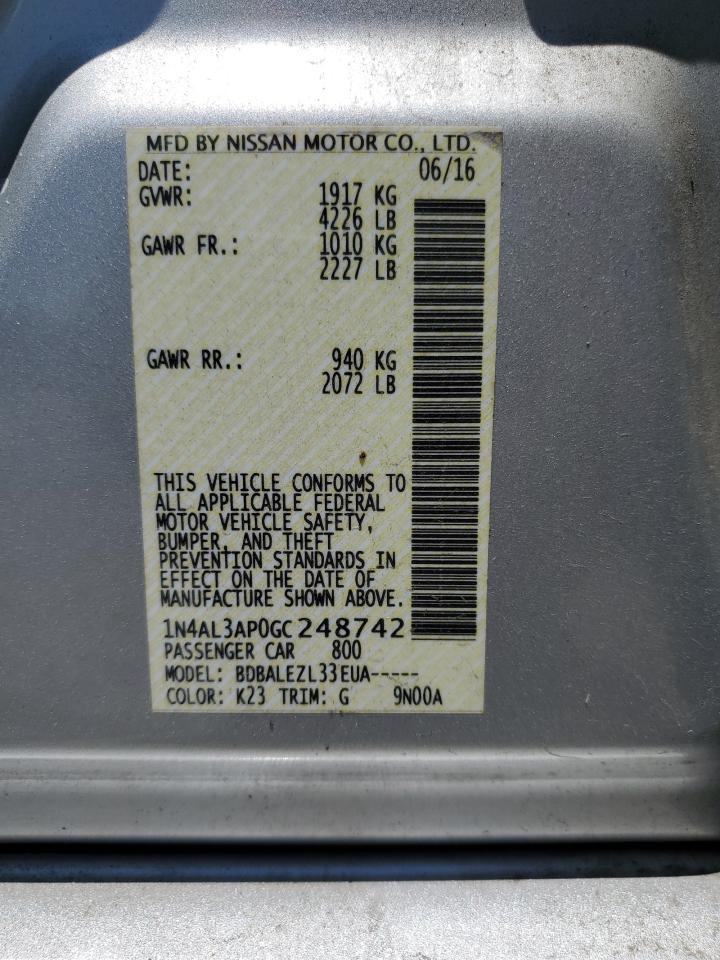 MFD BY NISSAN MOTOR CO., LTD.
DATE: 06/16
GVWR: 1917 KG
4226 LB
GAWR FR.: 1010 KG
2227 LB
GAWR RR.: 940 KG
2072 LB
THIS VEHICLE CONFORMS TO
ALL APPLICABLE FEDERAL
MOTOR VEHICLE SAFETY,
BUMPER, AND THEFT
PREVENTION STANDARDS IN
EFFECT ON THE DATE OF
MANUFACTURE SHOWN ABOVE.
1N4AL3AP0GC248742
PASSENGER CAR 800
MODEL: BDBALEZL33EUA-----
COLOR: K23 TRIM: G 9N00A